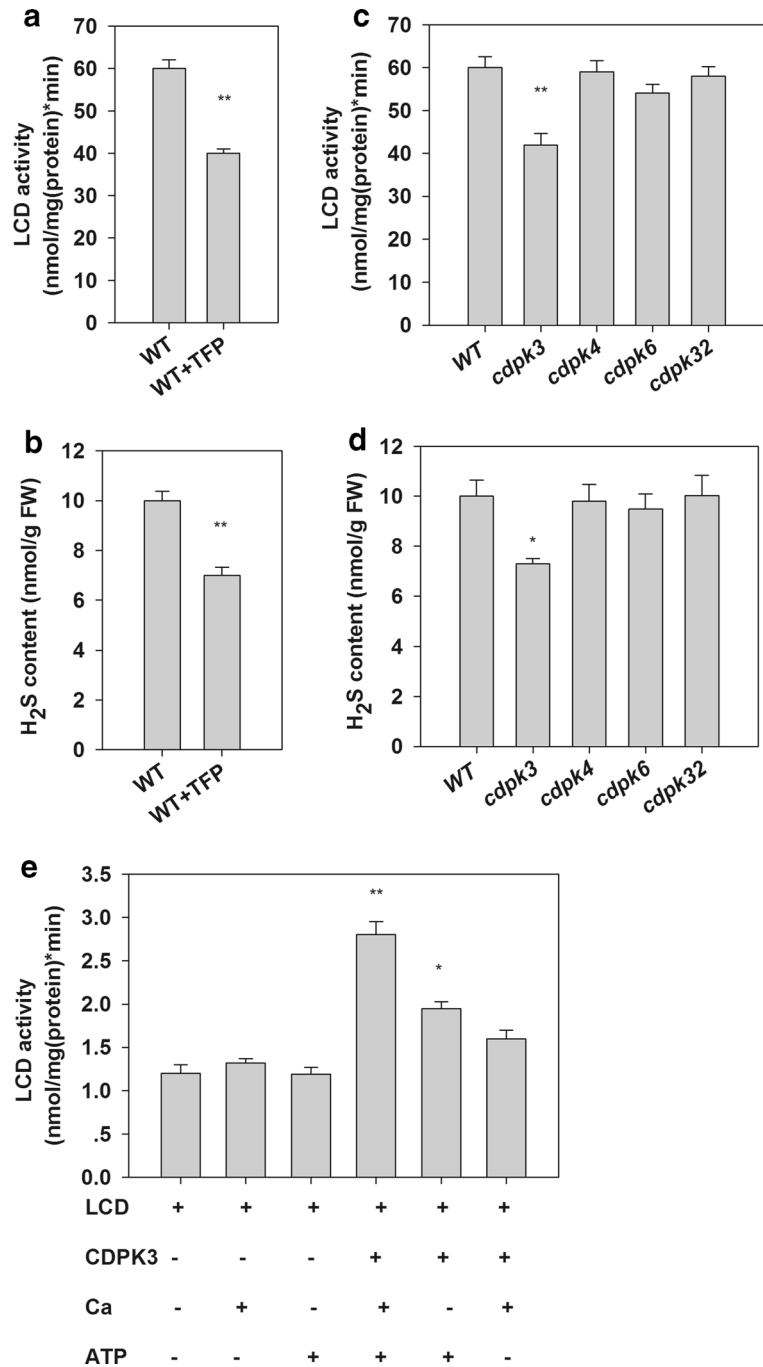 a
LCD activity
(nmol/mg(protein)*min)
70
60
50
40
30
20
10
0
**
WT
WT+TFP
c
LCD activity
(nmol/mg(protein)*min)
70
60
50
40
30
20
10
0
**
WT
cdpk3
cdpk4
cdpk6
cdpk32
b
H2S content (nmol/g FW)
12
10
8
6
4
2
0
**
WT
WT+TFP
d
H2S content (nmol/g FW)
12
10
8
6
4
2
0
*
WT
cdpk3
cdpk4
cdpk6
cdpk32
e
LCD activity
(nmol/mg(protein)*min)
3.5
3.0
2.5
2.0
1.5
1.0
.5
0.0
**
*
LCD + + + + + +
CDPK3 - - - + + +
Ca - + - + - +
ATP - - + + + -